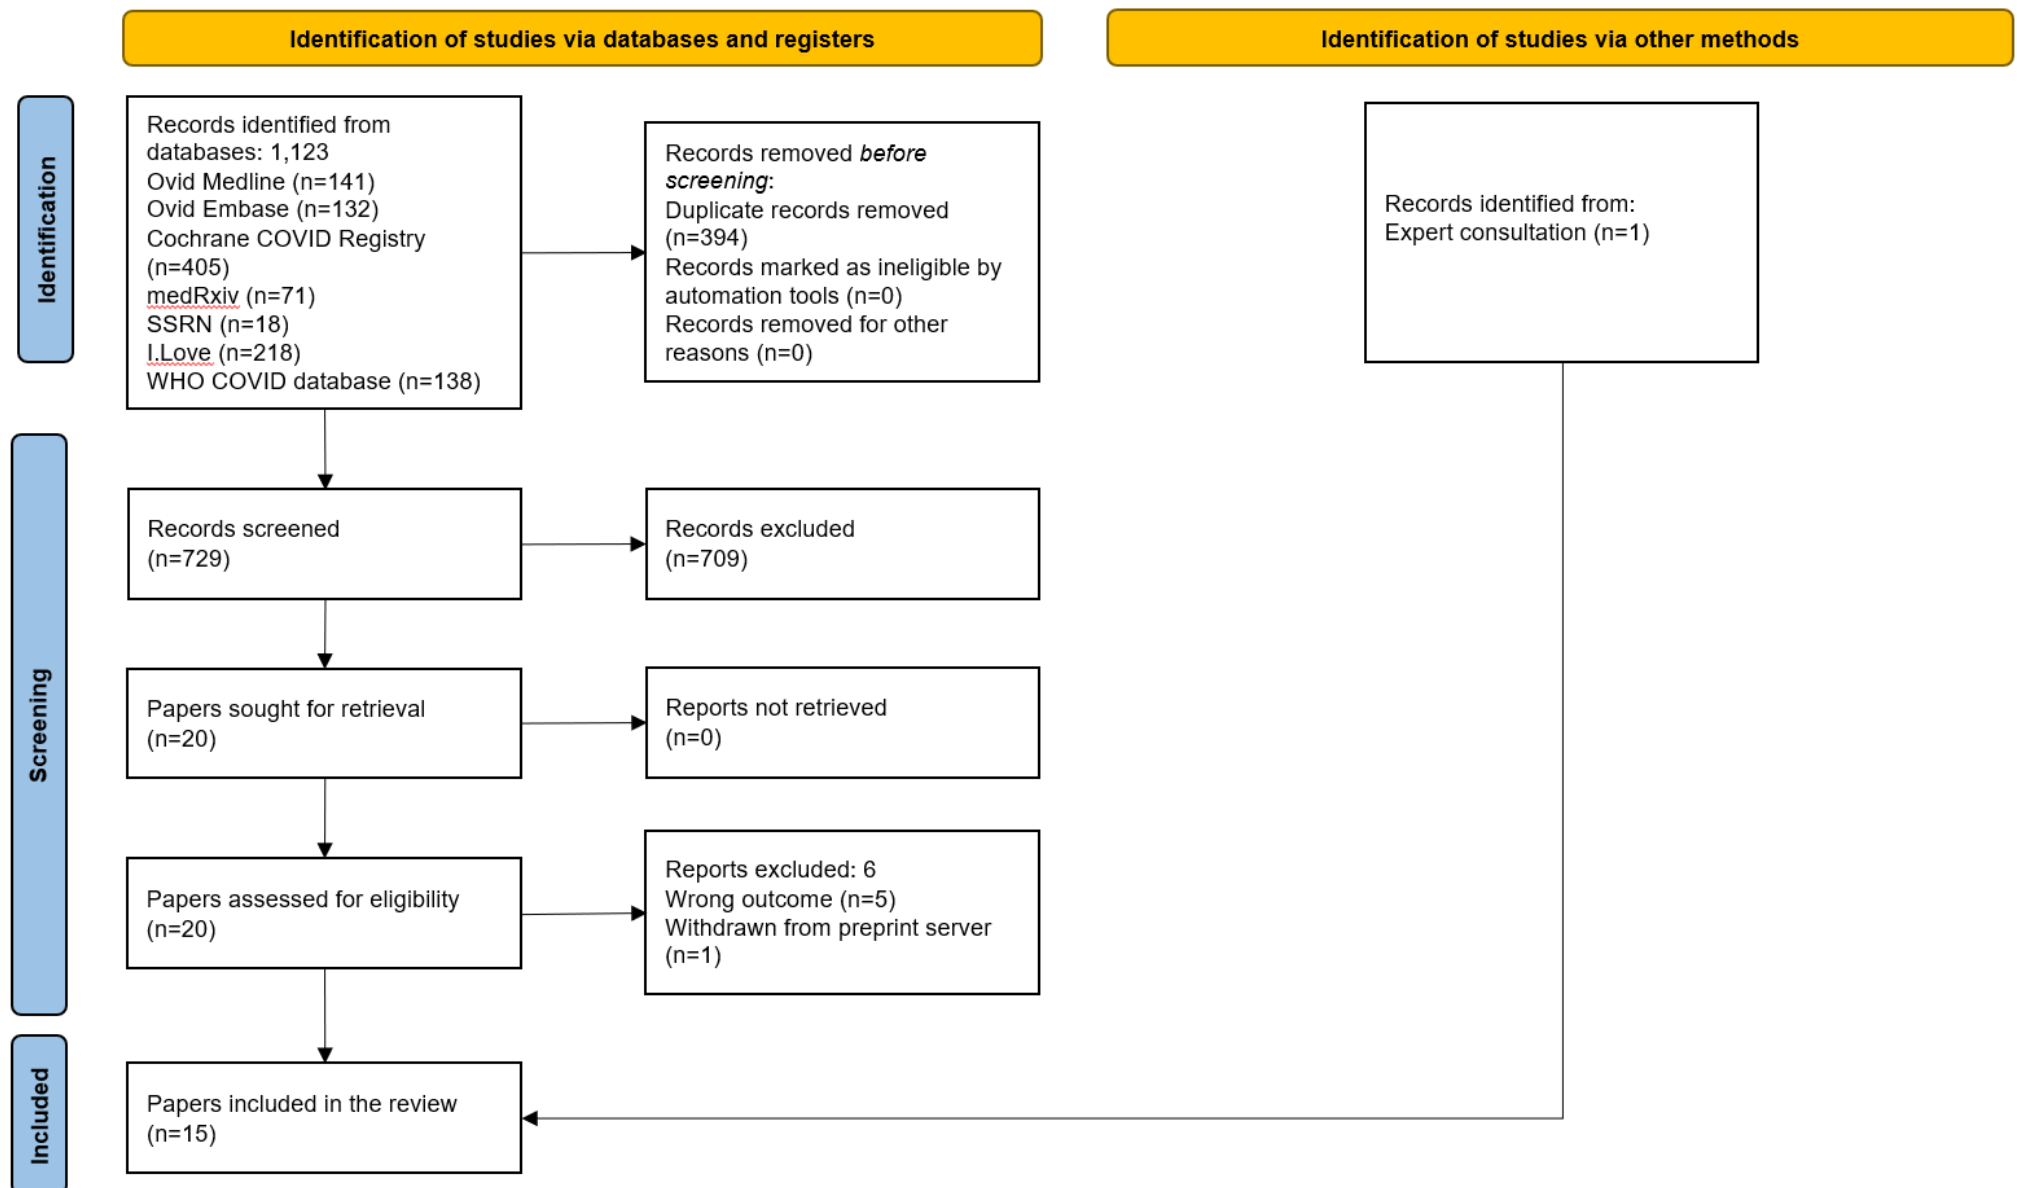 Identification of studies via databases and registers
Identification of studies via other methods
Identification
Records identified from
databases: 1,123
Ovid Medline (n=141)
Ovid Embase (n=132)
Cochrane COVID Registry
(n=405)
medRxiv (n=71)
SSRN (n=18)
I.Love (n=218)
WHO COVID database (n=138)
Records removed before
screening:
Duplicate records removed
(n=394)
Records marked as ineligible by
automation tools (n=0)
Records removed for other
reasons (n=0)
Records identified from:
Expert consultation (n=1)
Screening
Records screened
(n=729)
Records excluded
(n=709)
Papers sought for retrieval
(n=20)
Reports not retrieved
(n=0)
Papers assessed for eligibility
(n=20)
Reports excluded: 6
Wrong outcome (n=5)
Withdrawn from preprint server
(n=1)
Included
Papers included in the review
(n=15)